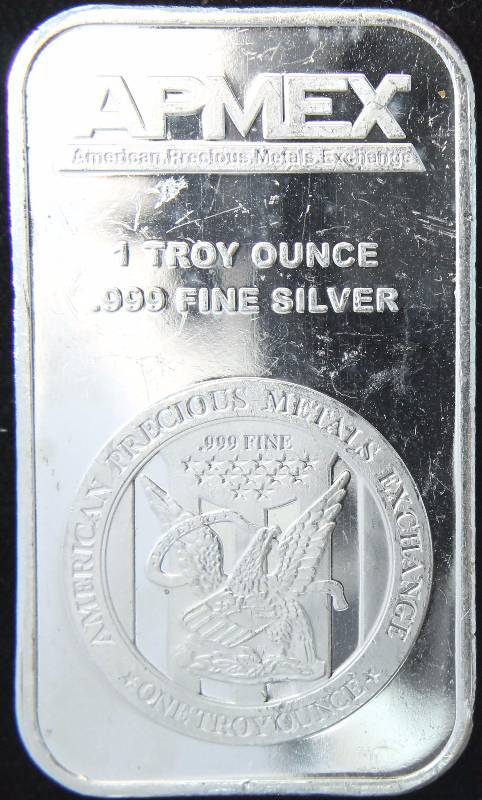 APMEX
American Precious Metals Exchange
1 TROY OUNCE
.999 FINE SILVER
AMERICAN PRECIOUS METALS EXCHANGE
.999 FINE
ONE TROY OUNCE